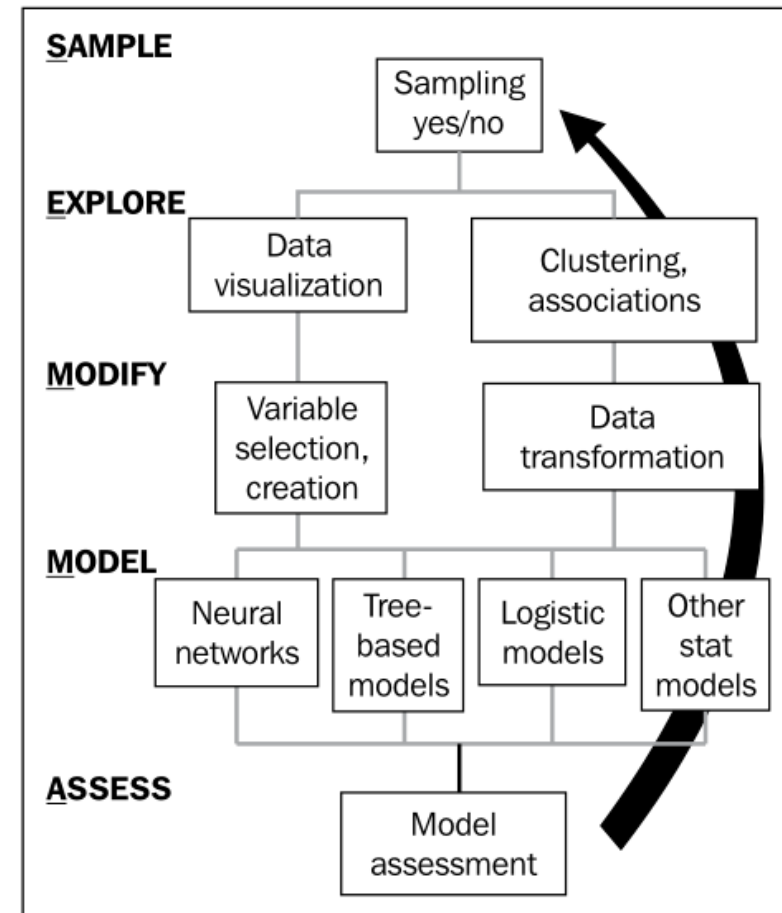 SAMPLE
Sampling
yes/no
EXPLORE
Data
visualization
Clustering,
associations
MODIFY
Variable
selection,
creation
Data
transformation
MODEL
Neural
networks
Tree-
based
models
Logistic
models
Other
stat
models
ASSESS
Model
assessment